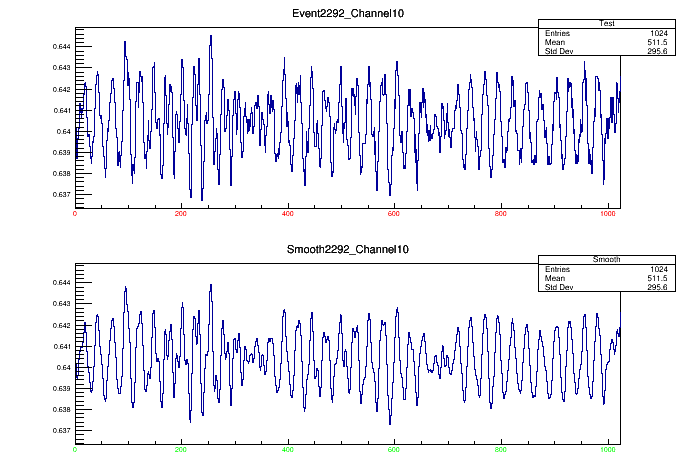 Event2292_Channel10
Test
Entries 1024
Mean 511.5
Std Dev 295.6
0.644
0.643
0.642
0.641
0.64
0.639
0.638
0.637
0 200 400 600 800 1000
Smooth2292_Channel10
Smooth
Entries 1024
Mean 511.5
Std Dev 295.6
0.644
0.643
0.642
0.641
0.64
0.639
0.638
0.637
0 200 400 600 800 1000